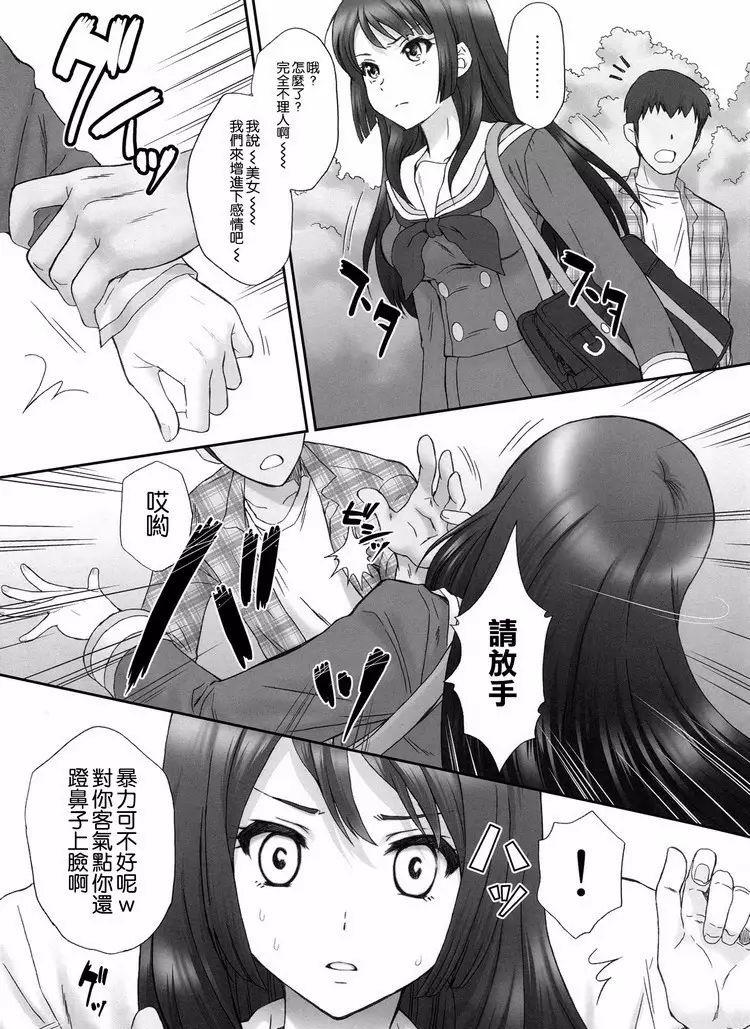 ………
スタ
スタ
哦？
怎麼了？
完全不理人啊～
我說～美女～
我們來增進下感情吧～
グイッ
請放手
ビシッ
哎喲
バッ
！
暴力可不好呢w
對你客氣點你還
蹬鼻子上臉啊
グッ